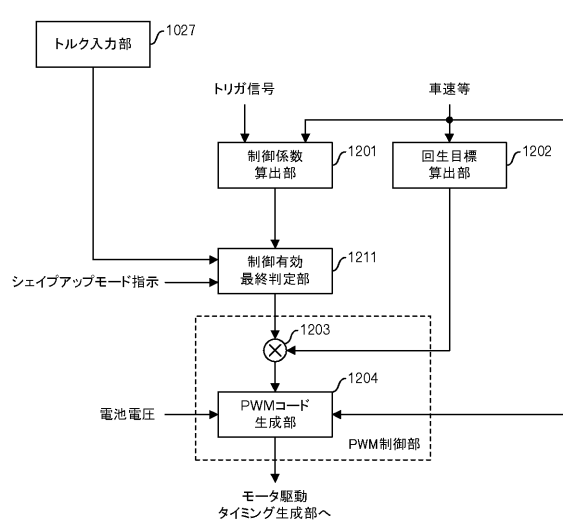 トルク入力部
1027
トリガ信号
車速等
制御係数
算出部
1201
回生目標
算出部
1202
制御有効
最終判定部
1211
シェイプアップモード指示
1203
PWMコード
生成部
1204
電池電圧
PWM制御部
モータ駆動
タイミング生成部へ